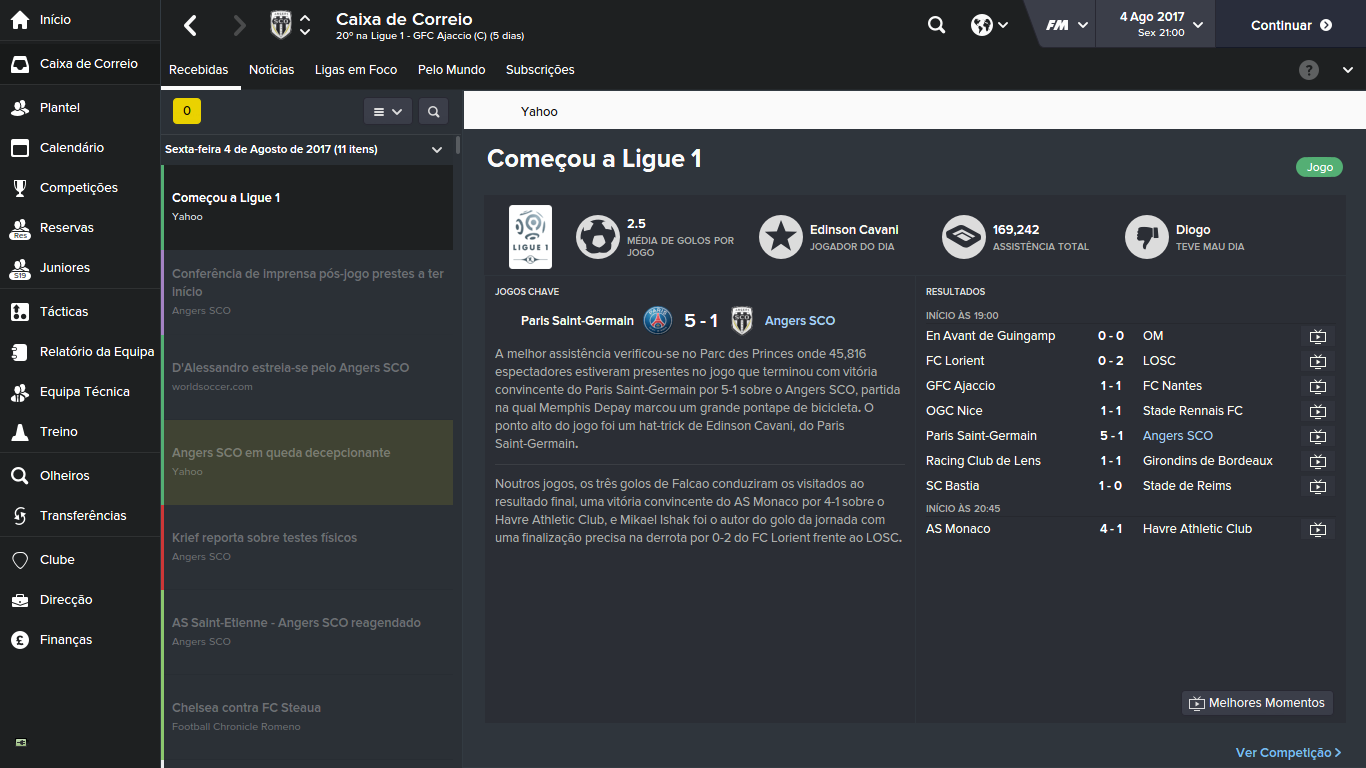 Início
Caixa de Correio
Plantel
Calendário
Competições
Res
Reservas
S19
Juniores
Tácticas
Relatório da Equipa
Equipa Técnica
Treino
Olheiros
Transferências
Clube
Direcção
Finanças
SCO
Caixa de Correio
20º na Ligue 1 - GFC Ajaccio (C) (5 dias)
FM
4 Ago 2017
Sex 21:00
Continuar
Recebidas
Notícias
Ligas em Foco
Pelo Mundo
Subscrições
?
0
Sexta-feira 4 de Agosto de 2017 (11 itens)
Começou a Ligue 1
Yahoo
Conferência de imprensa pós-jogo prestes a ter
início
Angers SCO
D'Alessandro estreia-se pelo Angers SCO
worldsoccer.com
Angers SCO em queda decepcionante
Yahoo
Krief reporta sobre testes físicos
Angers SCO
AS Saint-Etienne - Angers SCO reagendado
Angers SCO
Chelsea contra FC Steaua
Football Chronicle Romeno
Yahoo
Começou a Ligue 1
Jogo
LIGUE 1
2.5
MÉDIA DE GOLOS POR
JOGO
Edinson Cavani
JOGADOR DO DIA
169,242
ASSISTÊNCIA TOTAL
Diogo
TEVE MAU DIA
JOGOS CHAVE
Paris Saint-Germain
PARIS
5 - 1
SCO
Angers SCO
A melhor assistência verificou-se no Parc des Princes onde 45,816
espectadores estiveram presentes no jogo que terminou com vitória
convincente do Paris Saint-Germain por 5-1 sobre o Angers SCO, partida
na qual Memphis Depay marcou um grande pontape de bicicleta. O
ponto alto do jogo foi um hat-trick de Edinson Cavani, do Paris
Saint-Germain.
Noutros jogos, os três golos de Falcao conduziram os visitados ao
resultado final, uma vitória convincente do AS Monaco por 4-1 sobre o
Havre Athletic Club, e Mikael Ishak foi o autor do golo da jornada com
uma finalização precisa na derrota por 0-2 do FC Lorient frente ao LOSC.
RESULTADOS
INÍCIO ÀS 19:00
En Avant de Guingamp 0 - 0 OM
FC Lorient 0 - 2 LOSC
GFC Ajaccio 1 - 1 FC Nantes
OGC Nice 1 - 1 Stade Rennais FC
Paris Saint-Germain 5 - 1 Angers SCO
Racing Club de Lens 1 - 1 Girondins de Bordeaux
SC Bastia 1 - 0 Stade de Reims
INÍCIO ÀS 20:45
AS Monaco 4 - 1 Havre Athletic Club
Melhores Momentos
Ver Competição